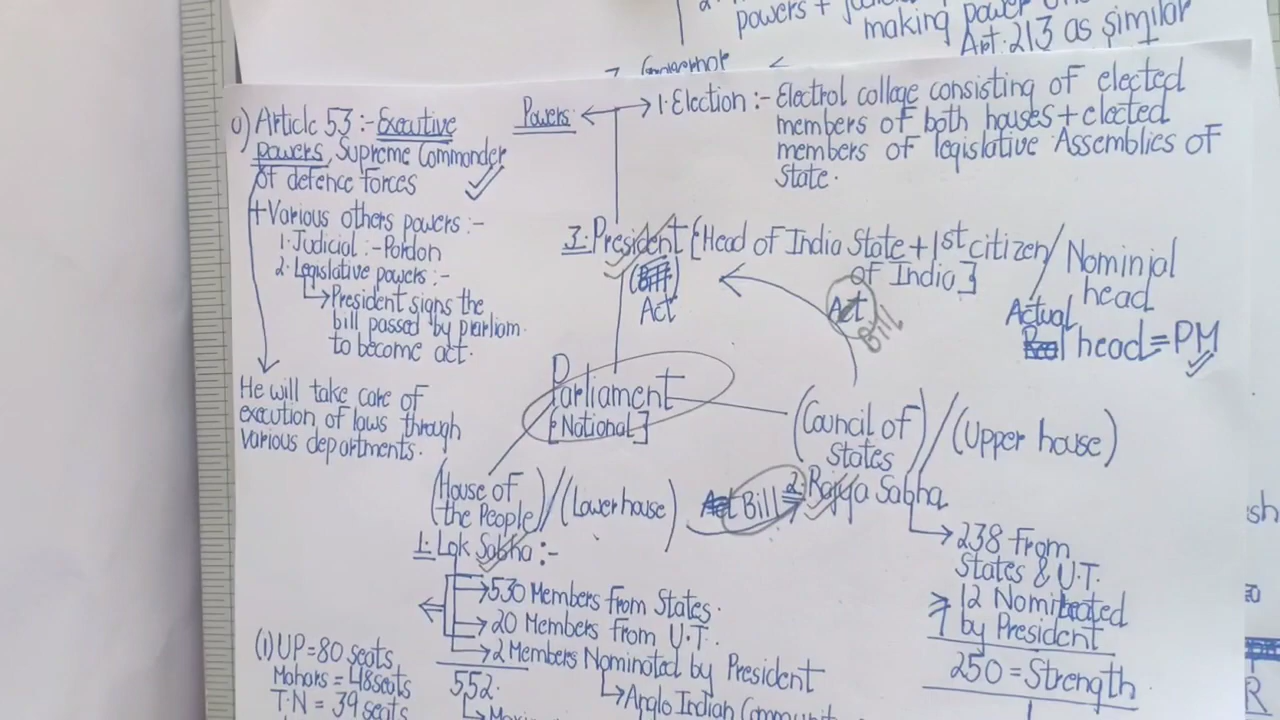 powers +
making power
Art. 213 as similar
Governor
Powers:
1. Election :- Electrol college consisting of elected
members of both houses + elected
members of legislative Assemblies of
State.
0) Article 53 :- Executive
powers, Supreme Commander
of defence forces
+ Various others powers :-
1. Judicial :- Pardon
2. Legislative powers :-
President signs the
bill passed by parliam.
to become act.
He will take care of
execution of laws through
various departments.
3. President [Head of India State + 1st citizen
of India]
/ Nominal
head
Actual
head = PM
Act
Act
Bill
Parliament
[National]
(Council of
States) / (Upper house)
2. Rajya Sabha
(House of
the People) / (Lower house)
Act Bill
1. Lok Sabha :-
530 Members from States.
20 Members from U.T.
2 Members Nominated by President
552.
Anglo Indian
238 from
States & U.T.
12 Nominated
by President
250 = Strength
(1) UP = 80 seats
Mahars = 48 seats
T.N = 39 seats
sh
R